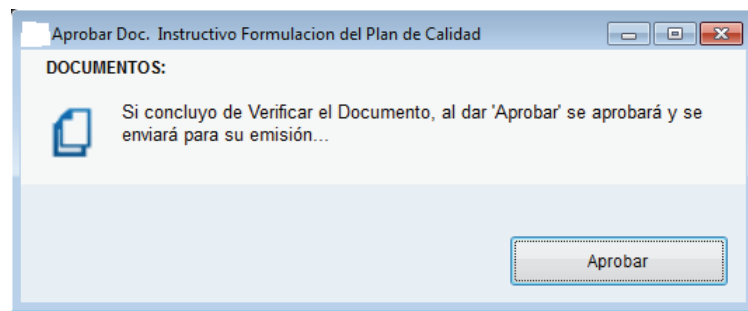 Aprobar Doc. Instructivo Formulacion del Plan de Calidad
DOCUMENTOS:
Si concluyo de Verificar el Documento, al dar 'Aprobar' se aprobará y se
enviará para su emisión...
Aprobar